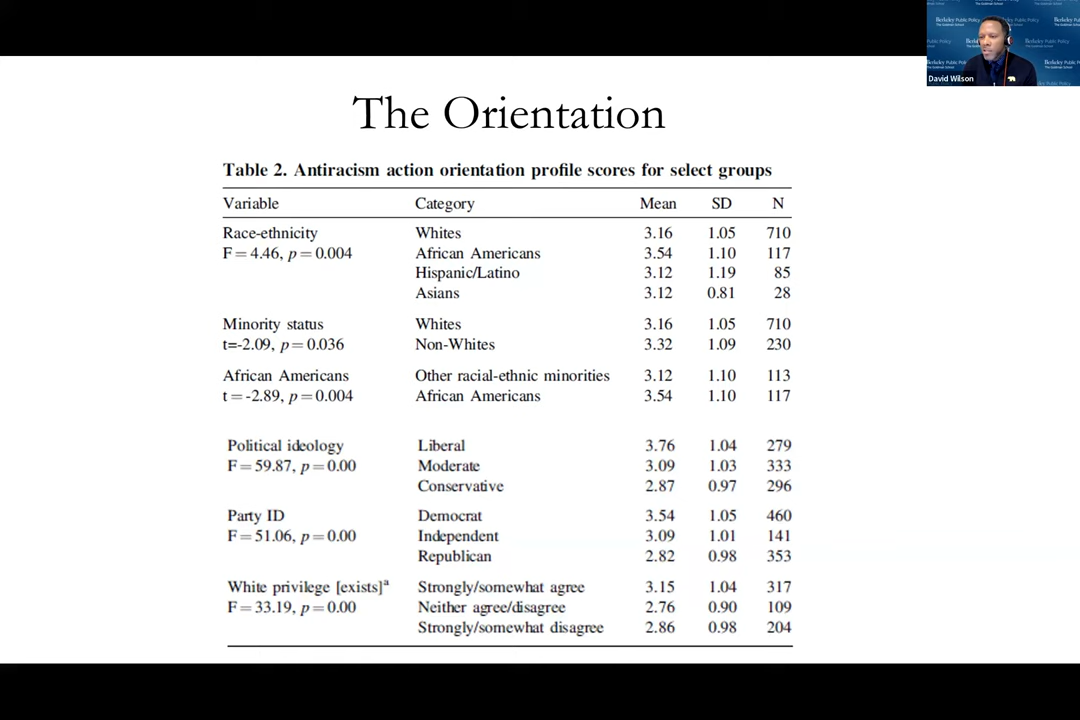 Berkeley Public Policy
The Goldman School
David Wilson
The Orientation
Table 2. Antiracism action orientation profile scores for select groups
Variable Category Mean SD N
Race-ethnicity Whites 3.16 1.05 710
F = 4.46, p = 0.004 African Americans 3.54 1.10 117
Hispanic/Latino 3.12 1.19 85
Asians 3.12 0.81 28
Minority status Whites 3.16 1.05 710
t=-2.09, p = 0.036 Non-Whites 3.32 1.09 230
African Americans Other racial-ethnic minorities 3.12 1.10 113
t = -2.89, p = 0.004 African Americans 3.54 1.10 117
Political ideology Liberal 3.76 1.04 279
F = 59.87, p = 0.00 Moderate 3.09 1.03 333
Conservative 2.87 0.97 296
Party ID Democrat 3.54 1.05 460
F = 51.06, p = 0.00 Independent 3.09 1.01 141
Republican 2.82 0.98 353
White privilege [exists]ᵃ Strongly/somewhat agree 3.15 1.04 317
F = 33.19, p = 0.00 Neither agree/disagree 2.76 0.90 109
Strongly/somewhat disagree 2.86 0.98 204